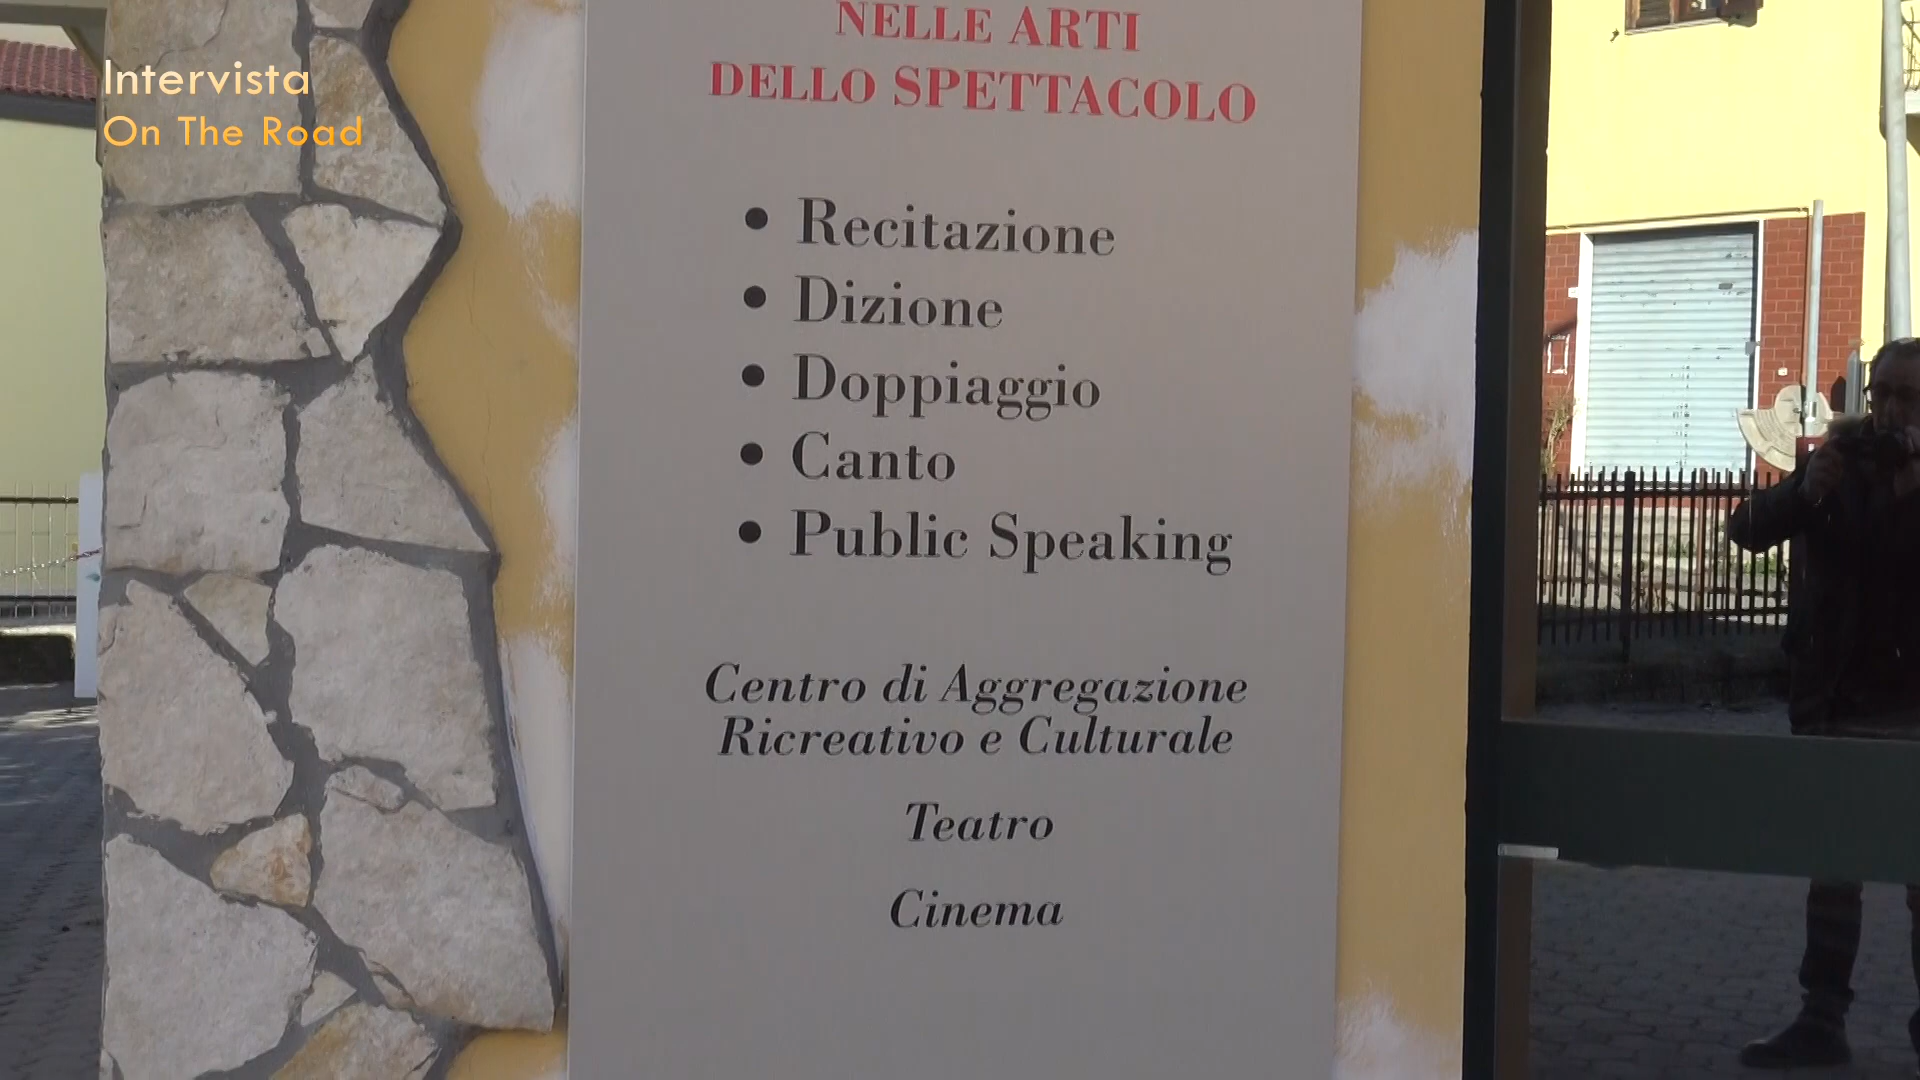 Intervista
On The Road
NELLE ARTI
DELLO SPETTACOLO
• Recitazione
• Dizione
• Doppiaggio
• Canto
• Public Speaking
Centro di Aggregazione
Ricreativo e Culturale
Teatro
Cinema